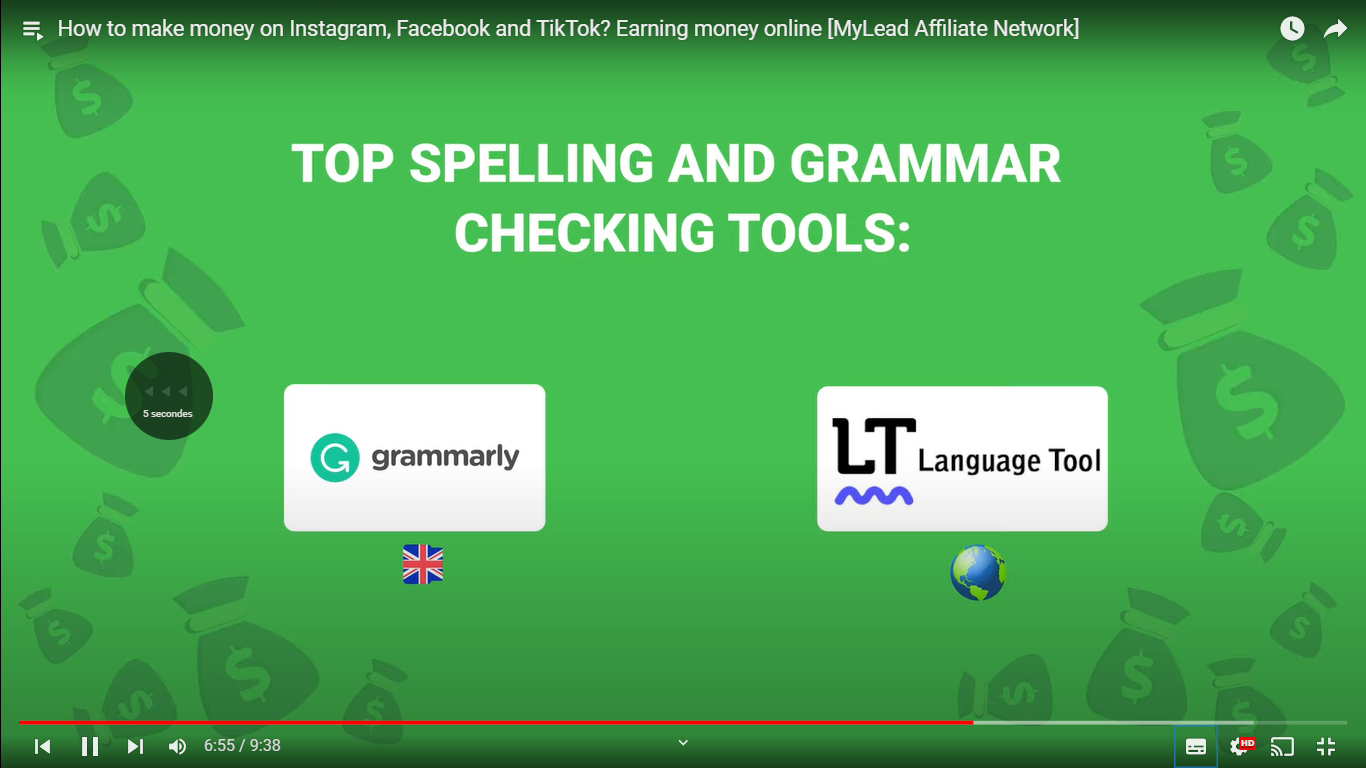 How to make money on Instagram, Facebook and TikTok? Earning money online [MyLead Affiliate Network]
TOP SPELLING AND GRAMMAR
CHECKING TOOLS:
5 secondes
grammarly
LT Language Tool
6:55 / 9:38
HD